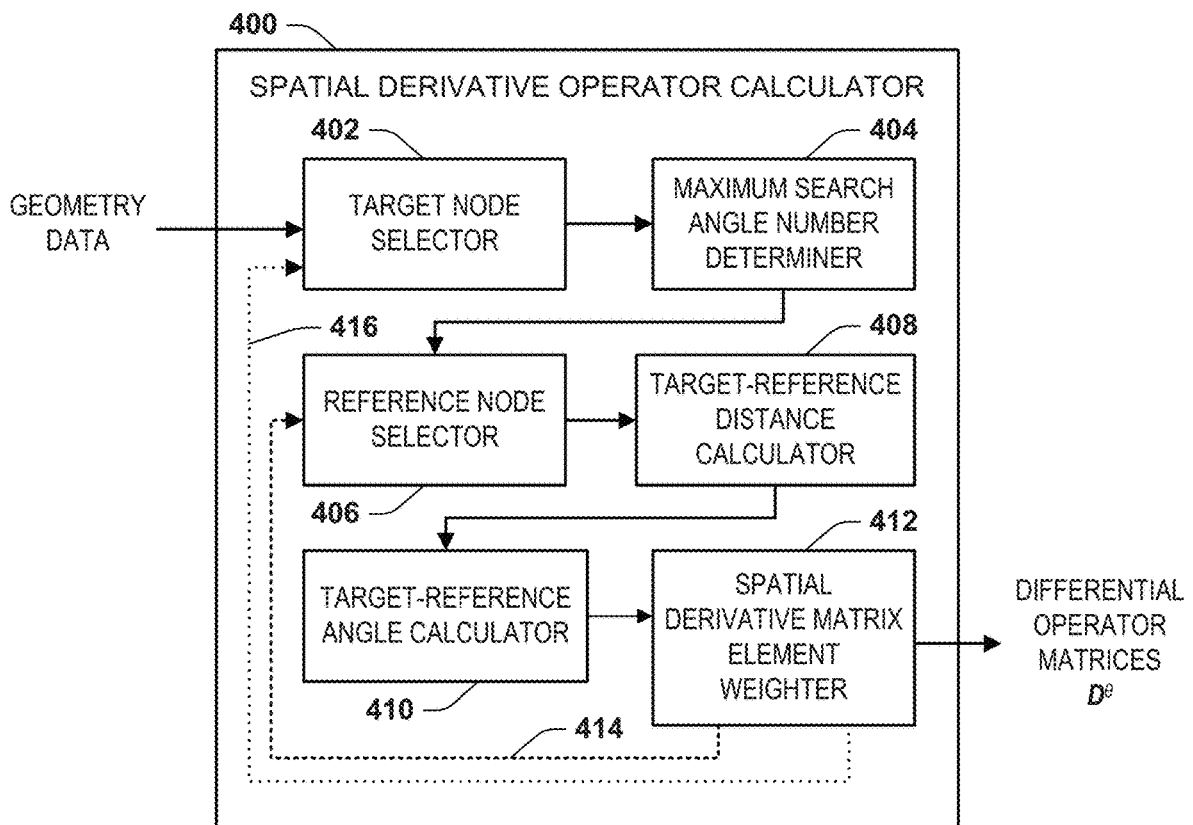 400
SPATIAL DERIVATIVE OPERATOR CALCULATOR
402
404
GEOMETRY
DATA
TARGET NODE
SELECTOR
MAXIMUM SEARCH
ANGLE NUMBER
DETERMINER
416
408
REFERENCE NODE
SELECTOR
TARGET-REFERENCE
DISTANCE
CALCULATOR
406
412
TARGET-REFERENCE
ANGLE CALCULATOR
SPATIAL
DERIVATIVE MATRIX
ELEMENT
WEIGHTER
DIFFERENTIAL
OPERATOR
MATRICES
D^θ
410
414